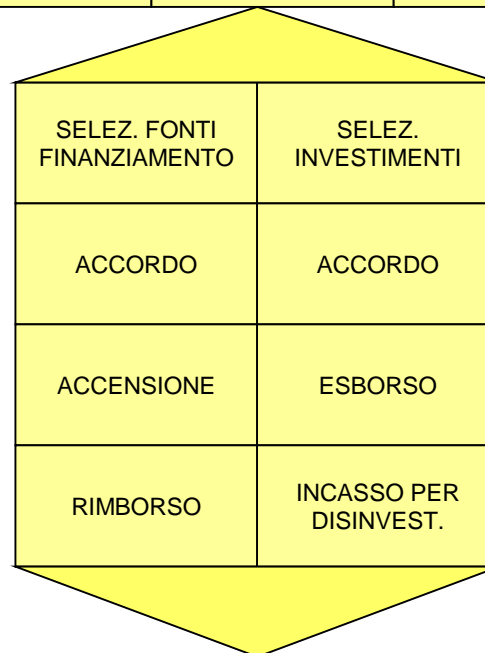 SELEZ. FONTI
FINANZIAMENTO
SELEZ.
INVESTIMENTI
ACCORDO
ACCORDO
ACCENSIONE
ESBORSO
RIMBORSO
INCASSO PER
DISINVEST.